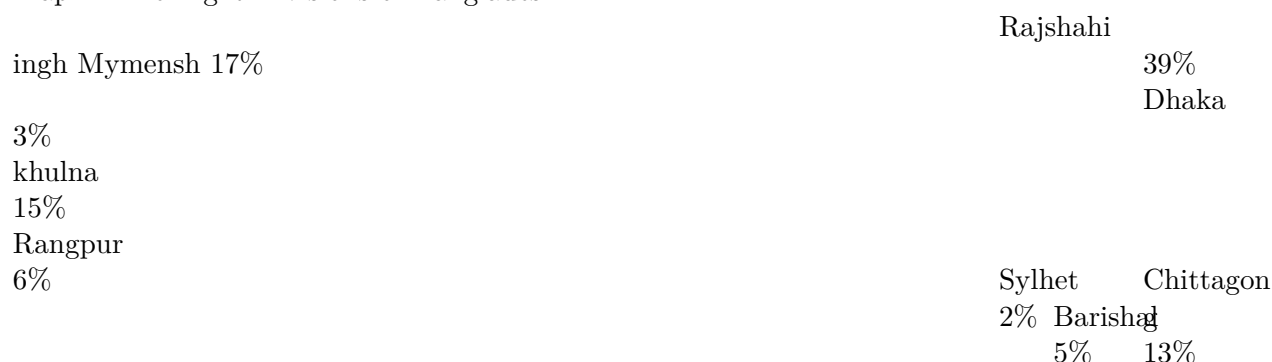 Rajshahi
ingh Mymensh 17%
39%
Dhaka
3%
khulna
15%
Rangpur
6%
Sylhet
Chittagon
2%
Barishal
g
5%
13%